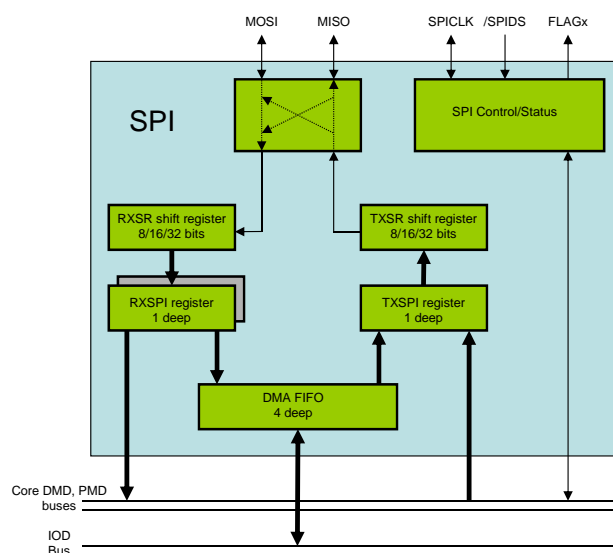 MOSI MISO SPICLK /SPIDS FLAGx
SPI
SPI Control/Status
RXSR shift register
8/16/32 bits
TXSR shift register
8/16/32 bits
RXSPI register
1 deep
TXSPI register
1 deep
DMA FIFO
4 deep
Core DMD, PMD
buses
IOD
Bus